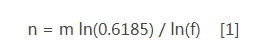 n = m ln(0.6185) / ln(f) [1]